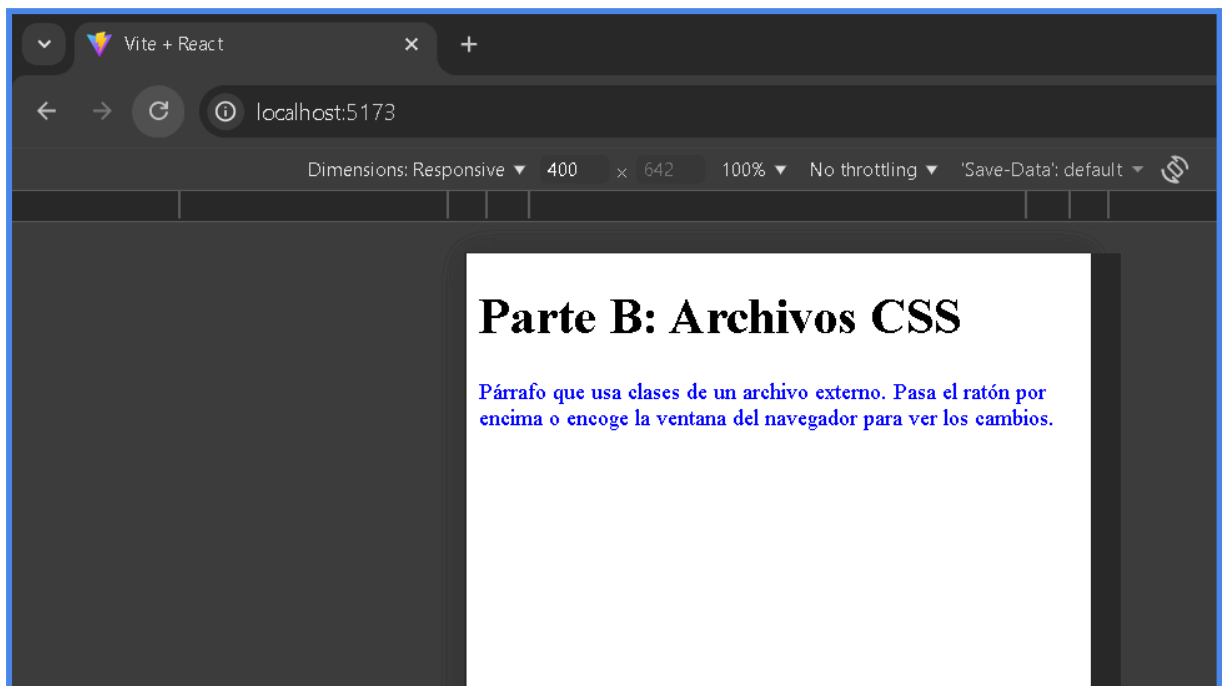 Vite + React
localhost:5173
Dimensions: Responsive ▼ 400 × 642 100% ▼ No throttling ▼ 'Save-Data': default ▼
Parte B: Archivos CSS
Párrafo que usa clases de un archivo externo. Pasa el ratón por
encima o encoge la ventana del navegador para ver los cambios.